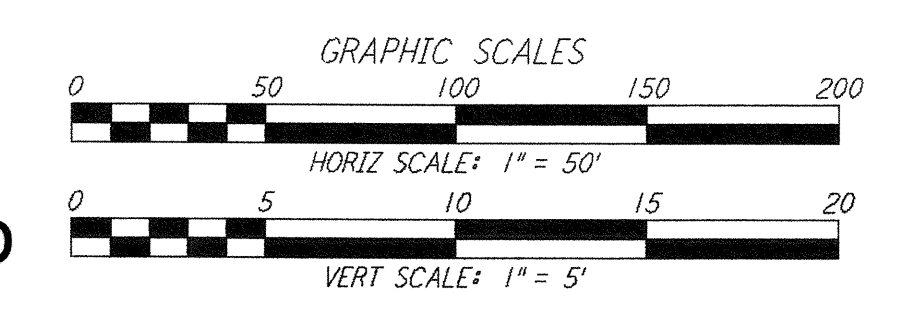 GRAPHIC SCALES
0 50 100 150 200
HORIZ SCALE: 1" = 50'
0 5 10 15 20
VERT SCALE: 1" = 5'